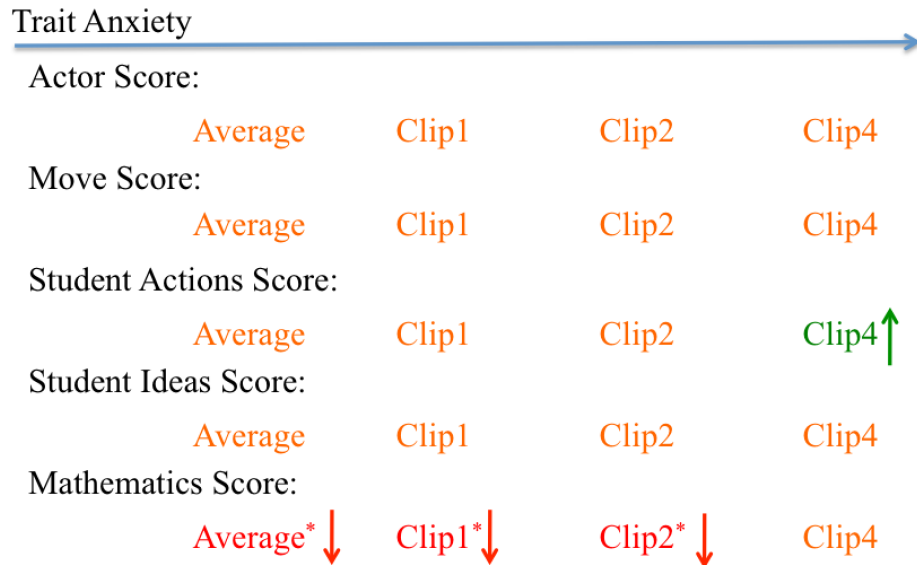 Trait Anxiety
Actor Score:
Average Clip1 Clip2 Clip4
Move Score:
Average Clip1 Clip2 Clip4
Student Actions Score:
Average Clip1 Clip2 Clip4
Student Ideas Score:
Average Clip1 Clip2 Clip4
Mathematics Score:
Average* Clip1* Clip2* Clip4